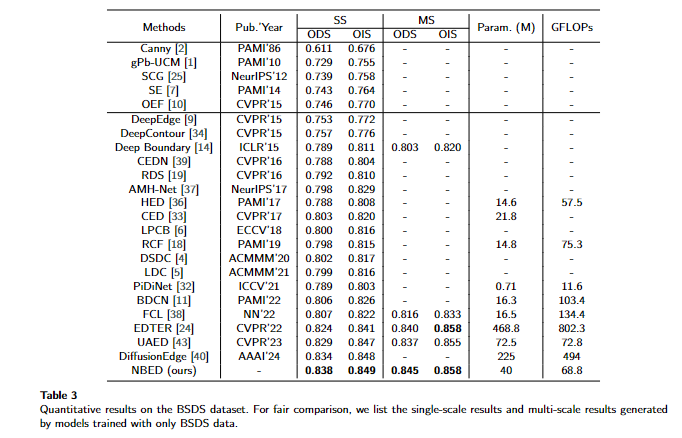 Methods Pub.'Year SS MS Param. (M) GFLOPs
ODS OIS ODS OIS
Canny [2] PAMI'86 0.611 0.676 - - - -
gPb-UCM [1] PAMI'10 0.729 0.755 - - - -
SCG [25] NeurIPS'12 0.739 0.758 - - - -
SE [7] PAMI'14 0.743 0.764 - - - -
OEF [10] CVPR'15 0.746 0.770 - - - -
DeepEdge [9] CVPR'15 0.753 0.772 - - - -
DeepContour [34] CVPR'15 0.757 0.776 - - - -
Deep Boundary [14] ICLR'15 0.789 0.811 0.803 0.820 - -
CEDN [39] CVPR'16 0.788 0.804 - - - -
RDS [19] CVPR'16 0.792 0.810 - - - -
AMH-Net [37] NeurIPS'17 0.798 0.829 - - - -
HED [36] PAMI'17 0.788 0.808 - - 14.6 57.5
CED [33] CVPR'17 0.803 0.820 - - 21.8 -
LPCB [6] ECCV'18 0.800 0.816 - - - -
RCF [18] PAMI'19 0.798 0.815 - - 14.8 75.3
DSDC [4] ACMMM'20 0.802 0.817 - - - -
LDC [5] ACMMM'21 0.799 0.816 - - - -
PiDiNet [32] ICCV'21 0.789 0.803 - - 0.71 11.6
BDCN [11] PAMI'22 0.806 0.826 - - 16.3 103.4
FCL [38] NN'22 0.807 0.822 0.816 0.833 16.5 134.4
EDTER [24] CVPR'22 0.824 0.841 0.840 0.858 468.8 802.3
UAED [43] CVPR'23 0.829 0.847 0.837 0.855 72.5 72.8
DiffusionEdge [40] AAAI'24 0.834 0.848 - - 225 494
NBED (ours) - 0.838 0.849 0.845 0.858 40 68.8
Table 3
Quantitative results on the BSDS dataset. For fair comparison, we list the single-scale results and multi-scale results generated
by models trained with only BSDS data.